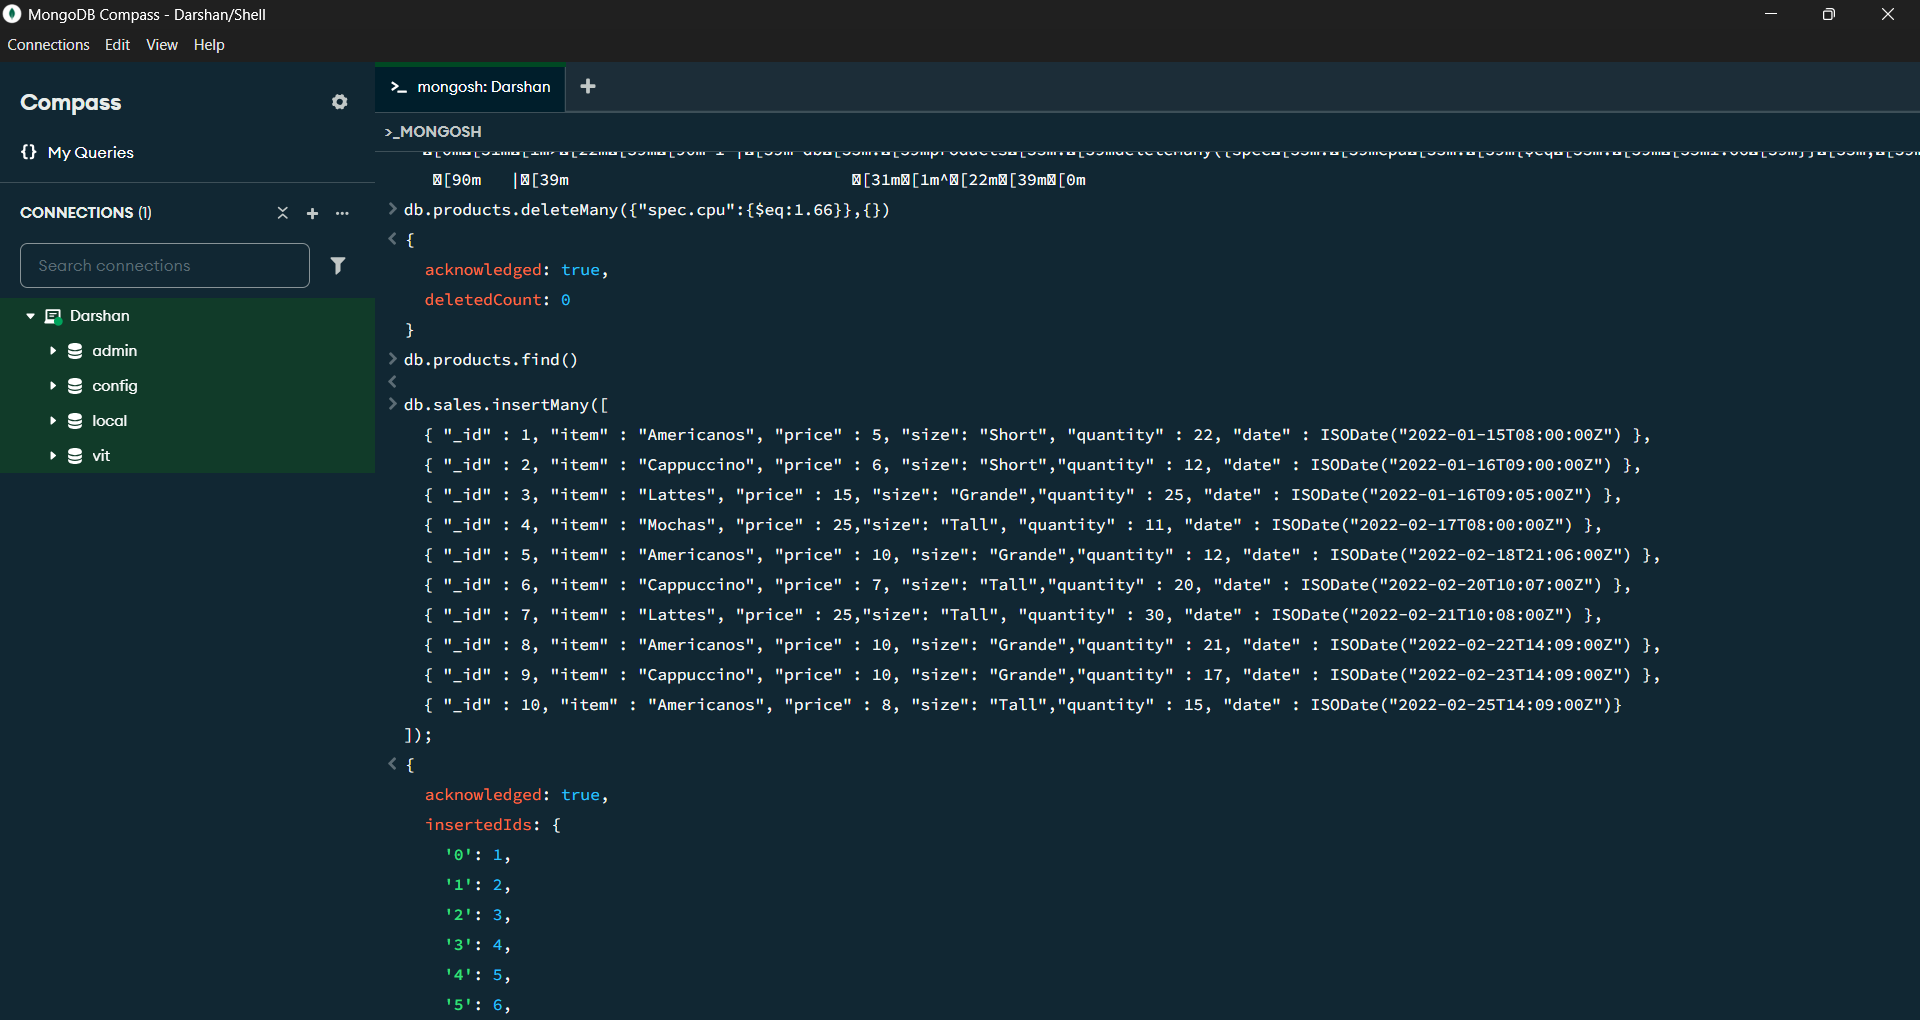 MongoDB Compass - Darshan/Shell
Connections Edit View Help
Compass
{} My Queries
CONNECTIONS (1)
Search connections
Darshan
admin
config
local
vit
>_ mongosh: Darshan +
>_MONGOSH
[90m |[39m [31m[1m^[22m[39m[0m
> db.products.deleteMany({"spec.cpu":{$eq:1.66}},{})
< {
acknowledged: true,
deletedCount: 0
}
> db.products.find()
<
> db.sales.insertMany([
{ "_id" : 1, "item" : "Americanos", "price" : 5, "size": "Short", "quantity" : 22, "date" : ISODate("2022-01-15T08:00:00Z") },
{ "_id" : 2, "item" : "Cappuccino", "price" : 6, "size": "Short","quantity" : 12, "date" : ISODate("2022-01-16T09:00:00Z") },
{ "_id" : 3, "item" : "Lattes", "price" : 15, "size": "Grande","quantity" : 25, "date" : ISODate("2022-01-16T09:05:00Z") },
{ "_id" : 4, "item" : "Mochas", "price" : 25,"size": "Tall", "quantity" : 11, "date" : ISODate("2022-02-17T08:00:00Z") },
{ "_id" : 5, "item" : "Americanos", "price" : 10, "size": "Grande","quantity" : 12, "date" : ISODate("2022-02-18T21:06:00Z") },
{ "_id" : 6, "item" : "Cappuccino", "price" : 7, "size": "Tall","quantity" : 20, "date" : ISODate("2022-02-20T10:07:00Z") },
{ "_id" : 7, "item" : "Lattes", "price" : 25,"size": "Tall", "quantity" : 30, "date" : ISODate("2022-02-21T10:08:00Z") },
{ "_id" : 8, "item" : "Americanos", "price" : 10, "size": "Grande","quantity" : 21, "date" : ISODate("2022-02-22T14:09:00Z") },
{ "_id" : 9, "item" : "Cappuccino", "price" : 10, "size": "Grande","quantity" : 17, "date" : ISODate("2022-02-23T14:09:00Z") },
{ "_id" : 10, "item" : "Americanos", "price" : 8, "size": "Tall","quantity" : 15, "date" : ISODate("2022-02-25T14:09:00Z")}
]);
< {
acknowledged: true,
insertedIds: {
'0': 1,
'1': 2,
'2': 3,
'3': 4,
'4': 5,
'5': 6,